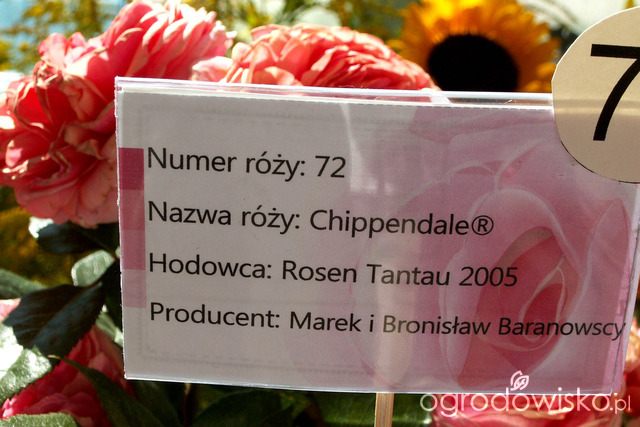 7
Numer róży: 72
Nazwa róży: Chippendale®
Hodowca: Rosen Tantau 2005
Producent: Marek i Bronisław Baranowscy
ogrodowisko.pl